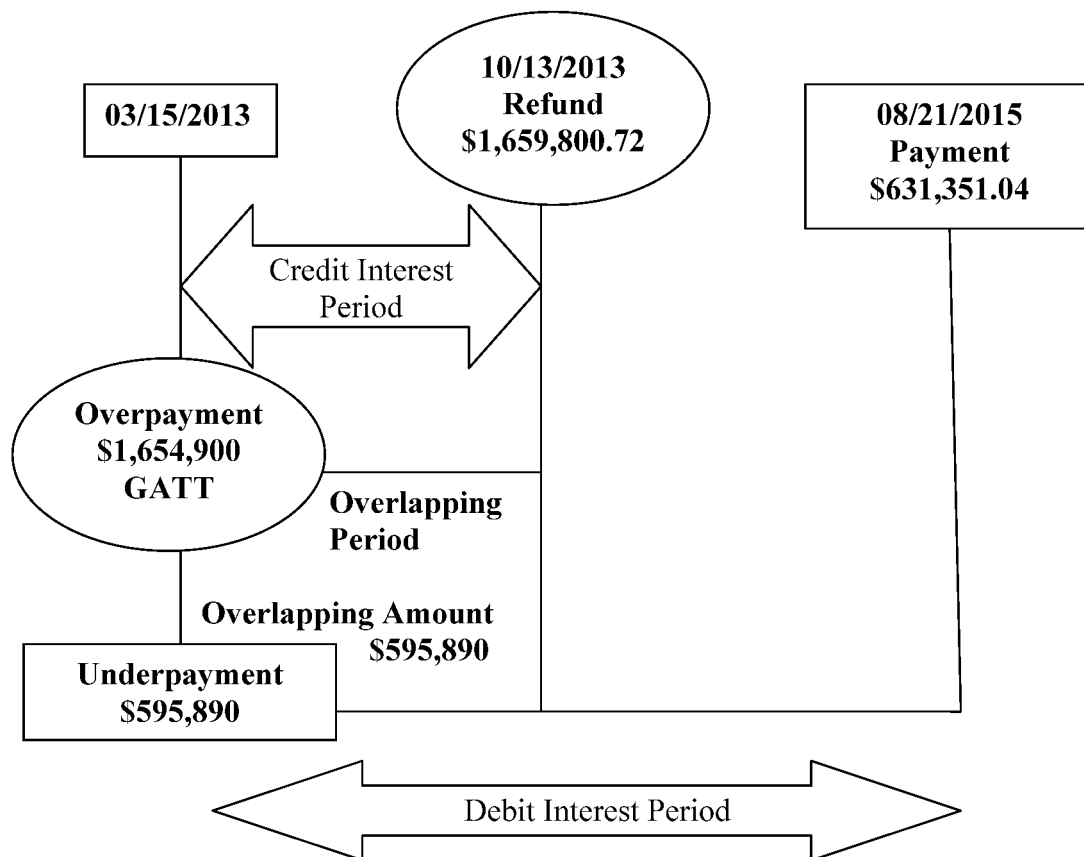 03/15/2013
10/13/2013
Refund
$1,659,800.72
08/21/2015
Payment
$631,351.04
Credit Interest
Period
Overpayment
$1,654,900
GATT
Overlapping
Period
Overlapping Amount
$595,890
Underpayment
$595,890
Debit Interest Period